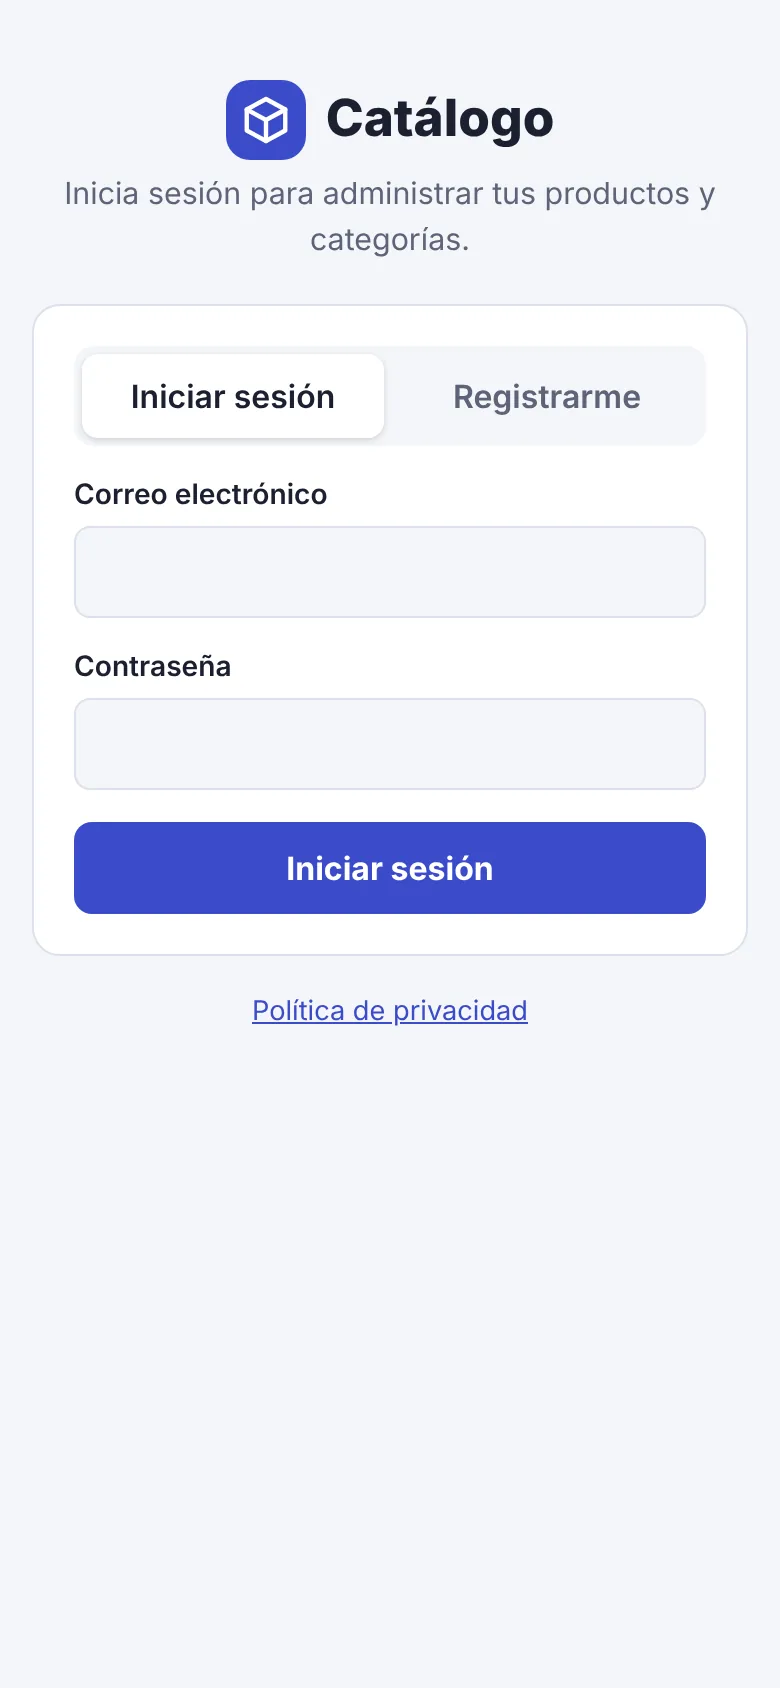 Catálogo
Inicia sesión para administrar tus productos y
categorías.
Iniciar sesión
Registrarme
Correo electrónico
Contraseña
Iniciar sesión
Política de privacidad